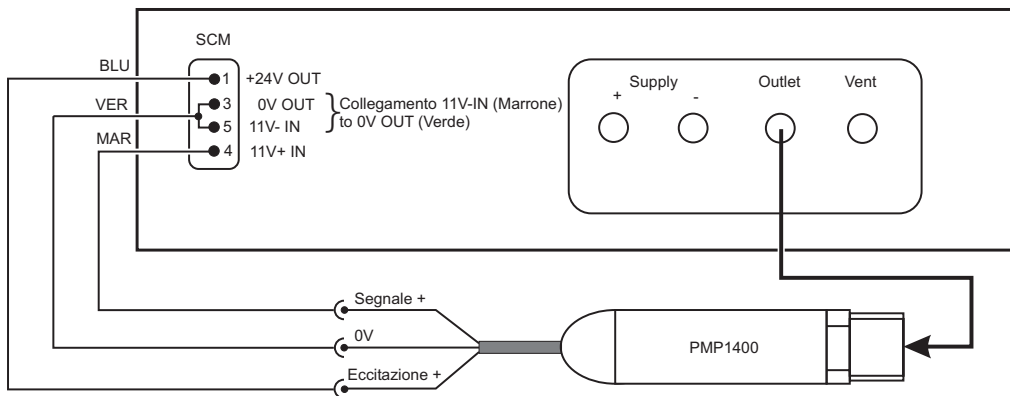 SCM
BLU
1 +24V OUT
VER
3 0V OUT
5 11V- IN
Collegamento 11V-IN (Marrone)
to 0V OUT (Verde)
MAR
4 11V+ IN
Supply
+ -
Outlet
Vent
Segnale +
0V
Eccitazione +
PMP1400